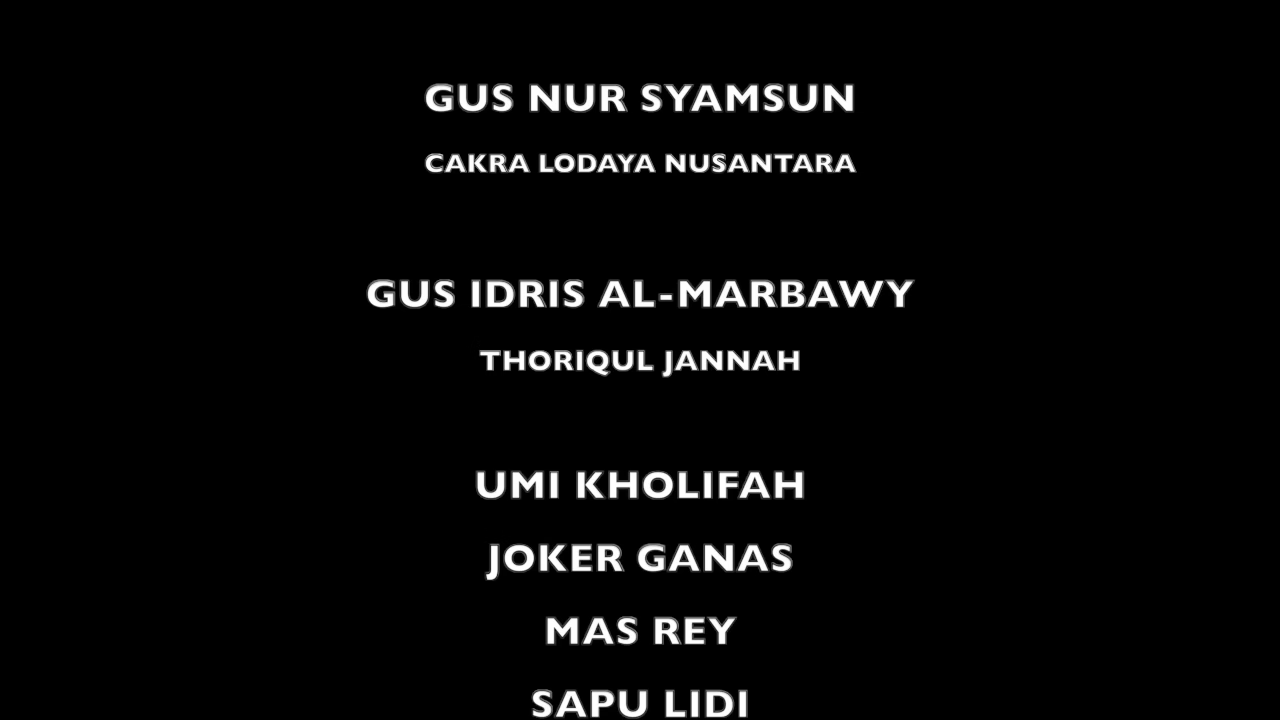 GUS NUR SYAMSUN
CAKRA LODAYA NUSANTARA
GUS IDRIS AL-MARBAWY
THORIQUL JANNAH
UMI KHOLIFAH
JOKER GANAS
MAS REY
SAPU LIDI